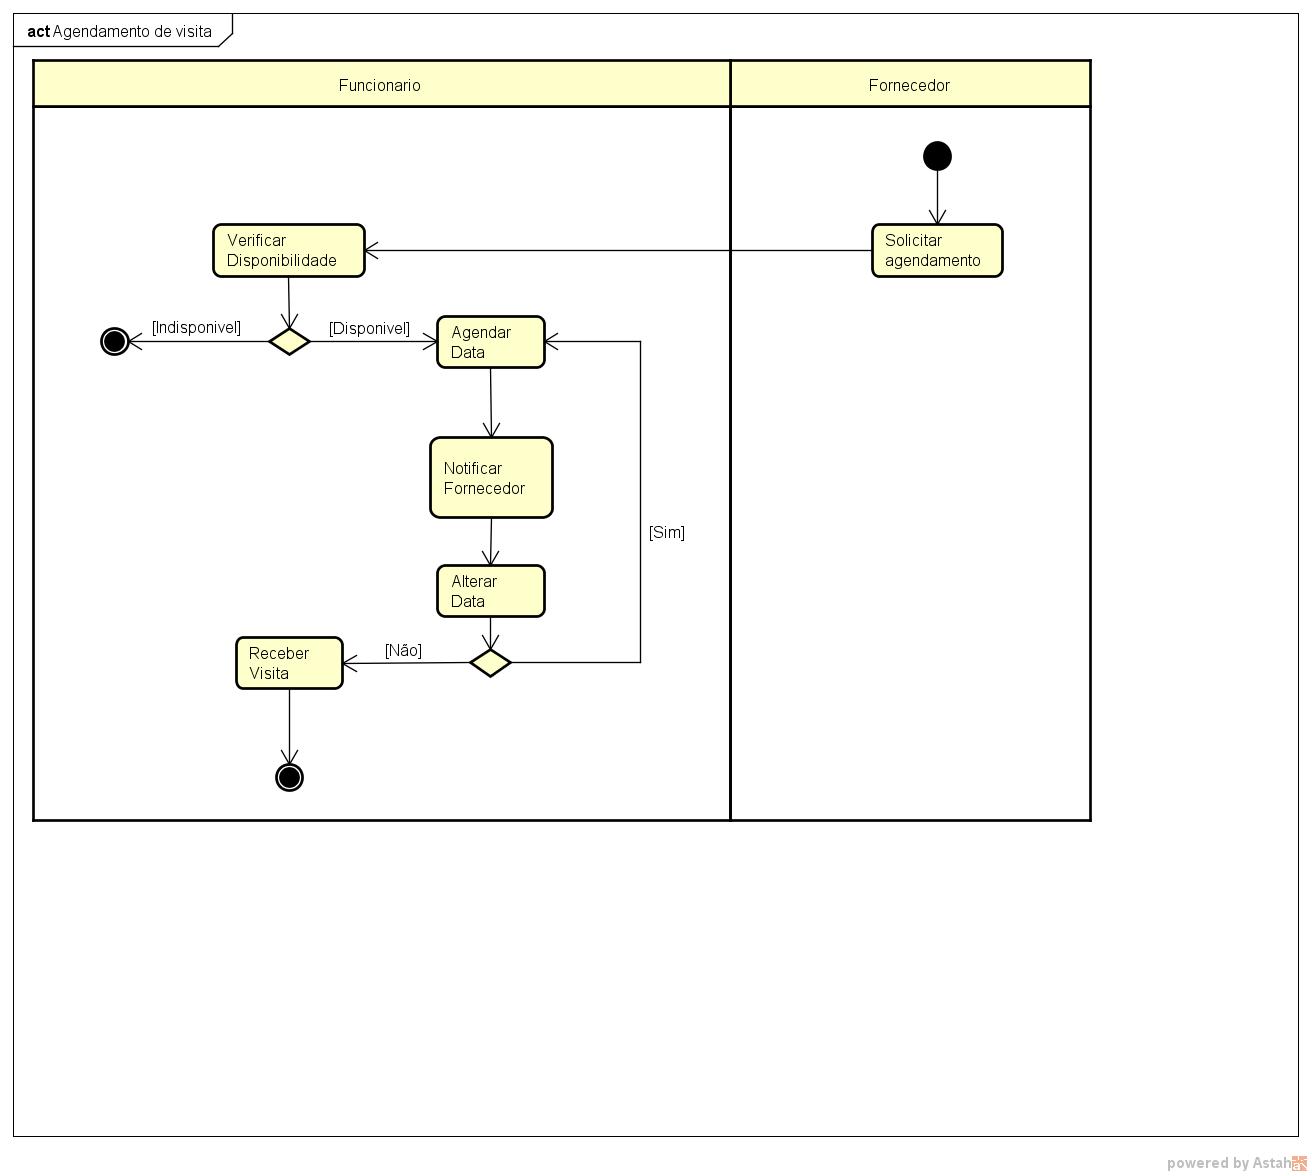 act Agendamento de visita
Funcionario
Fornecedor
Verificar
Disponibilidade
Solicitar
agendamento
[Indisponivel]
[Disponivel]
Agendar
Data
Notificar
Fornecedor
[Sim]
Alterar
Data
[Não]
Receber
Visita
powered by Astah